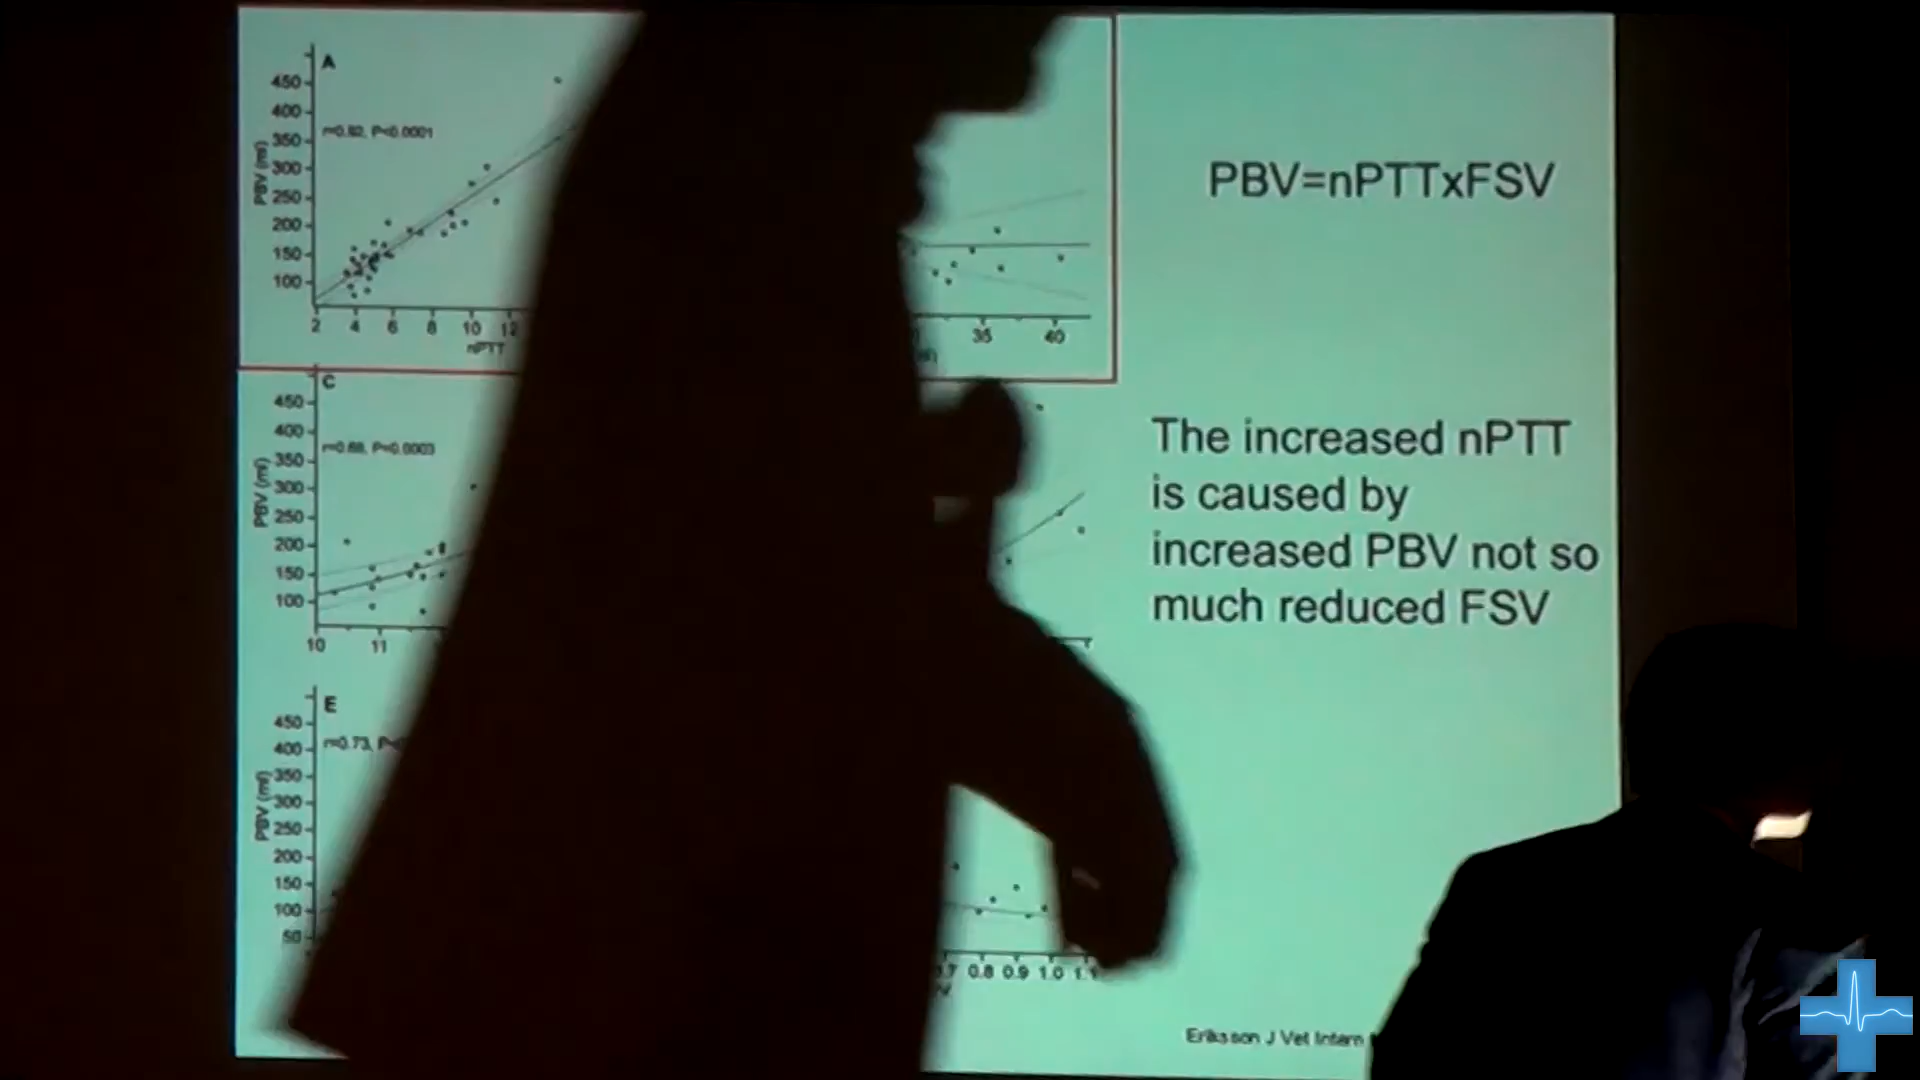 A
450
400
350
300
250
200
150
100
PBV (ml)
r=0.92, P<0.0001
2 4 6 8 10 12
nPTT
35 40
PBV=nPTTxFSV
C
450
400
350
300
250
200
150
100
PBV (ml)
r=0.68, P=0.0003
10 11
The increased nPTT
is caused by
increased PBV not so
much reduced FSV
E
450
400
350
300
250
200
150
100
50
PBV (ml)
r=0.73,
0.8 0.9 1.0 1.1
Eriksson J Vet Intern